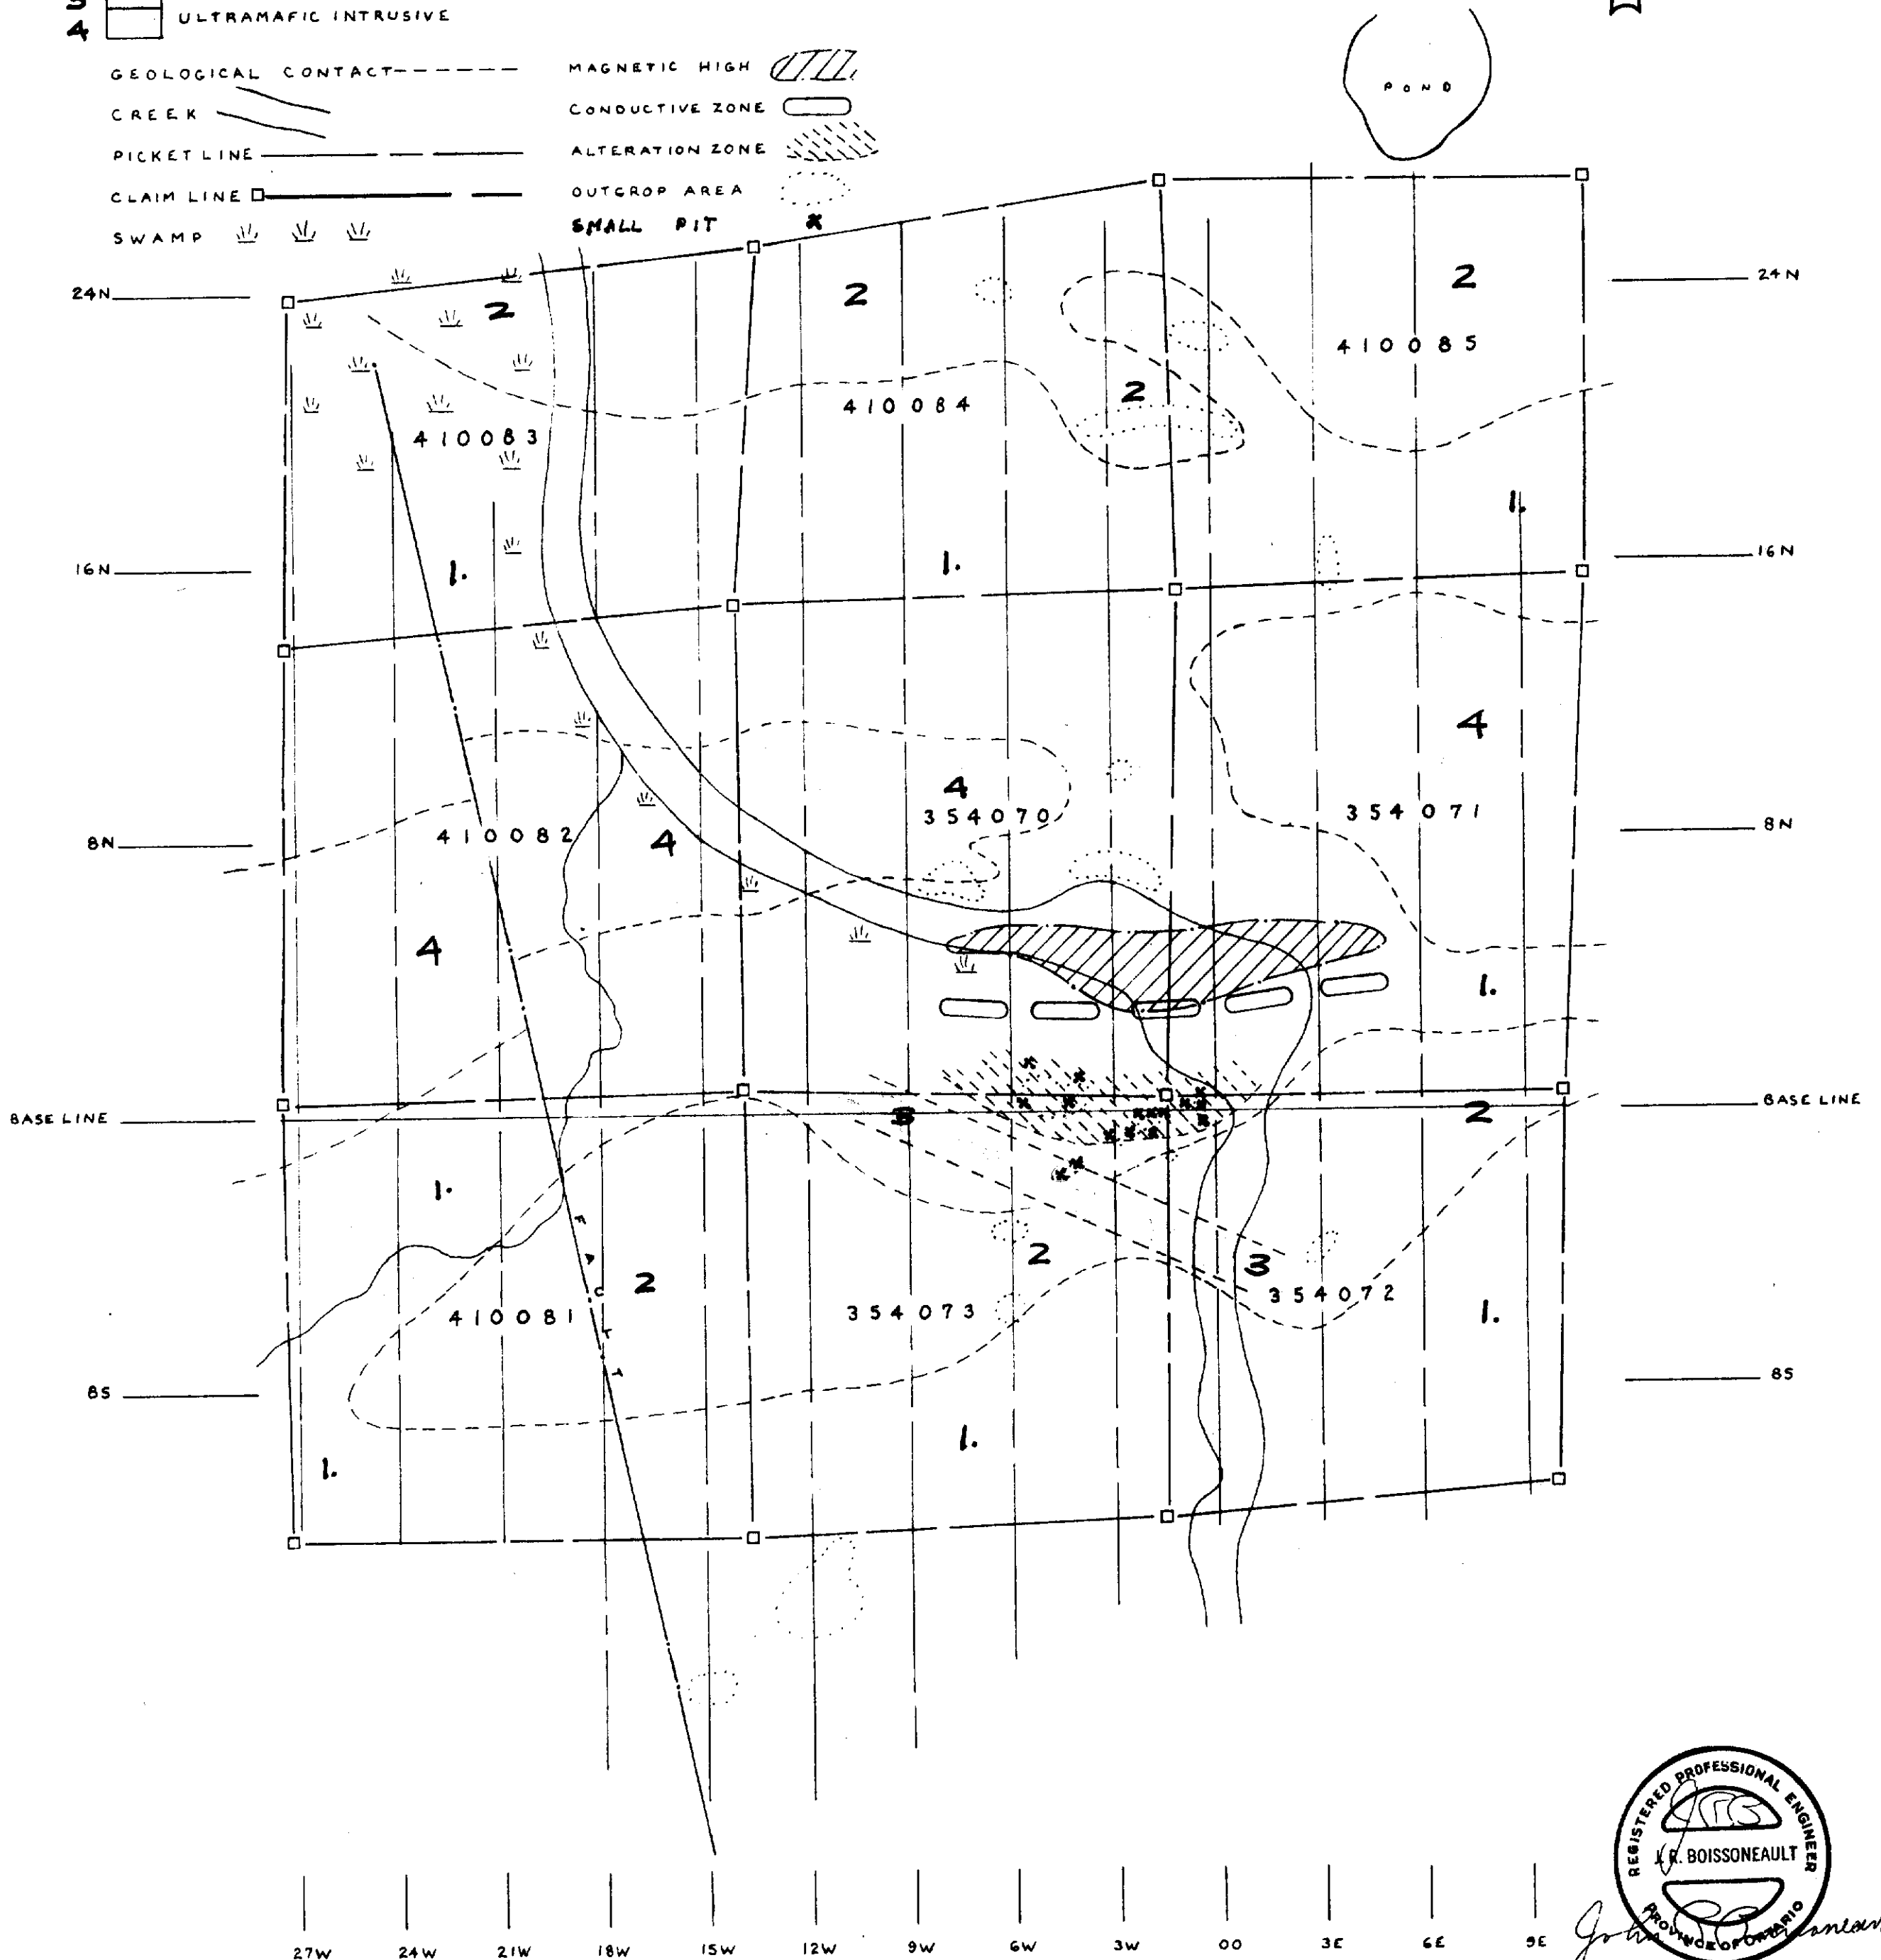 3
4 ULTRAMAFIC INTRUSIVE
GEOLOGICAL CONTACT
MAGNETIC HIGH
CREEK
CONDUCTIVE ZONE
PICKET LINE
ALTERATION ZONE
CLAIM LINE
OUTCROP AREA
SWAMP
SMALL PIT x
POND
24N
2
2
2
24N
410085
2
410084
410083
1.
16N
1.
1.
16N
4
4
354070
354071
8N
410082
4
8N
4
1.
BASE LINE
3
2
BASE LINE
1.
FAULT
2
2
3
410081
354073
354072
1.
8S
8S
1.
1.
REGISTERED PROFESSIONAL ENGINEER
J. R. BOISSONEAULT
PROVINCE OF ONTARIO
27W 24W 21W 18W 15W 12W 9W 6W 3W 00 3E 6E 9E